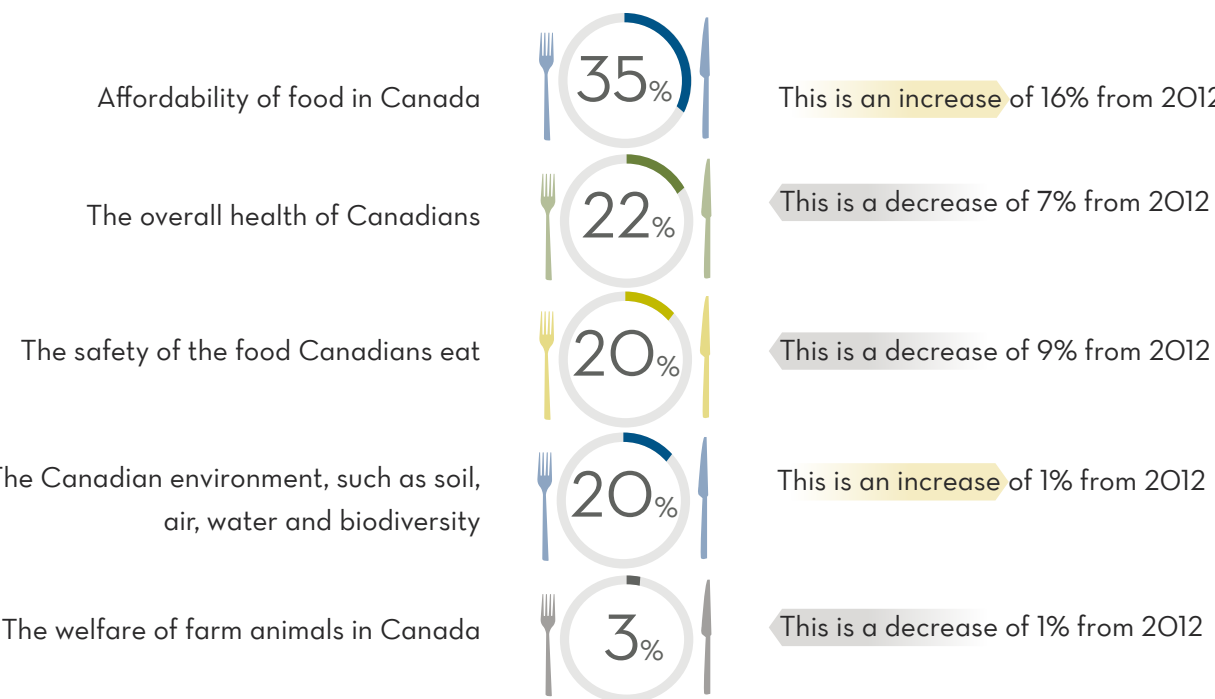 Affordability of food in Canada
35%
This is an increase of 16% from 2012
The overall health of Canadians
22%
This is a decrease of 7% from 2012
The safety of the food Canadians eat
20%
This is a decrease of 9% from 2012
The Canadian environment, such as soil,
air, water and biodiversity
20%
This is an increase of 1% from 2012
The welfare of farm animals in Canada
3%
This is a decrease of 1% from 2012